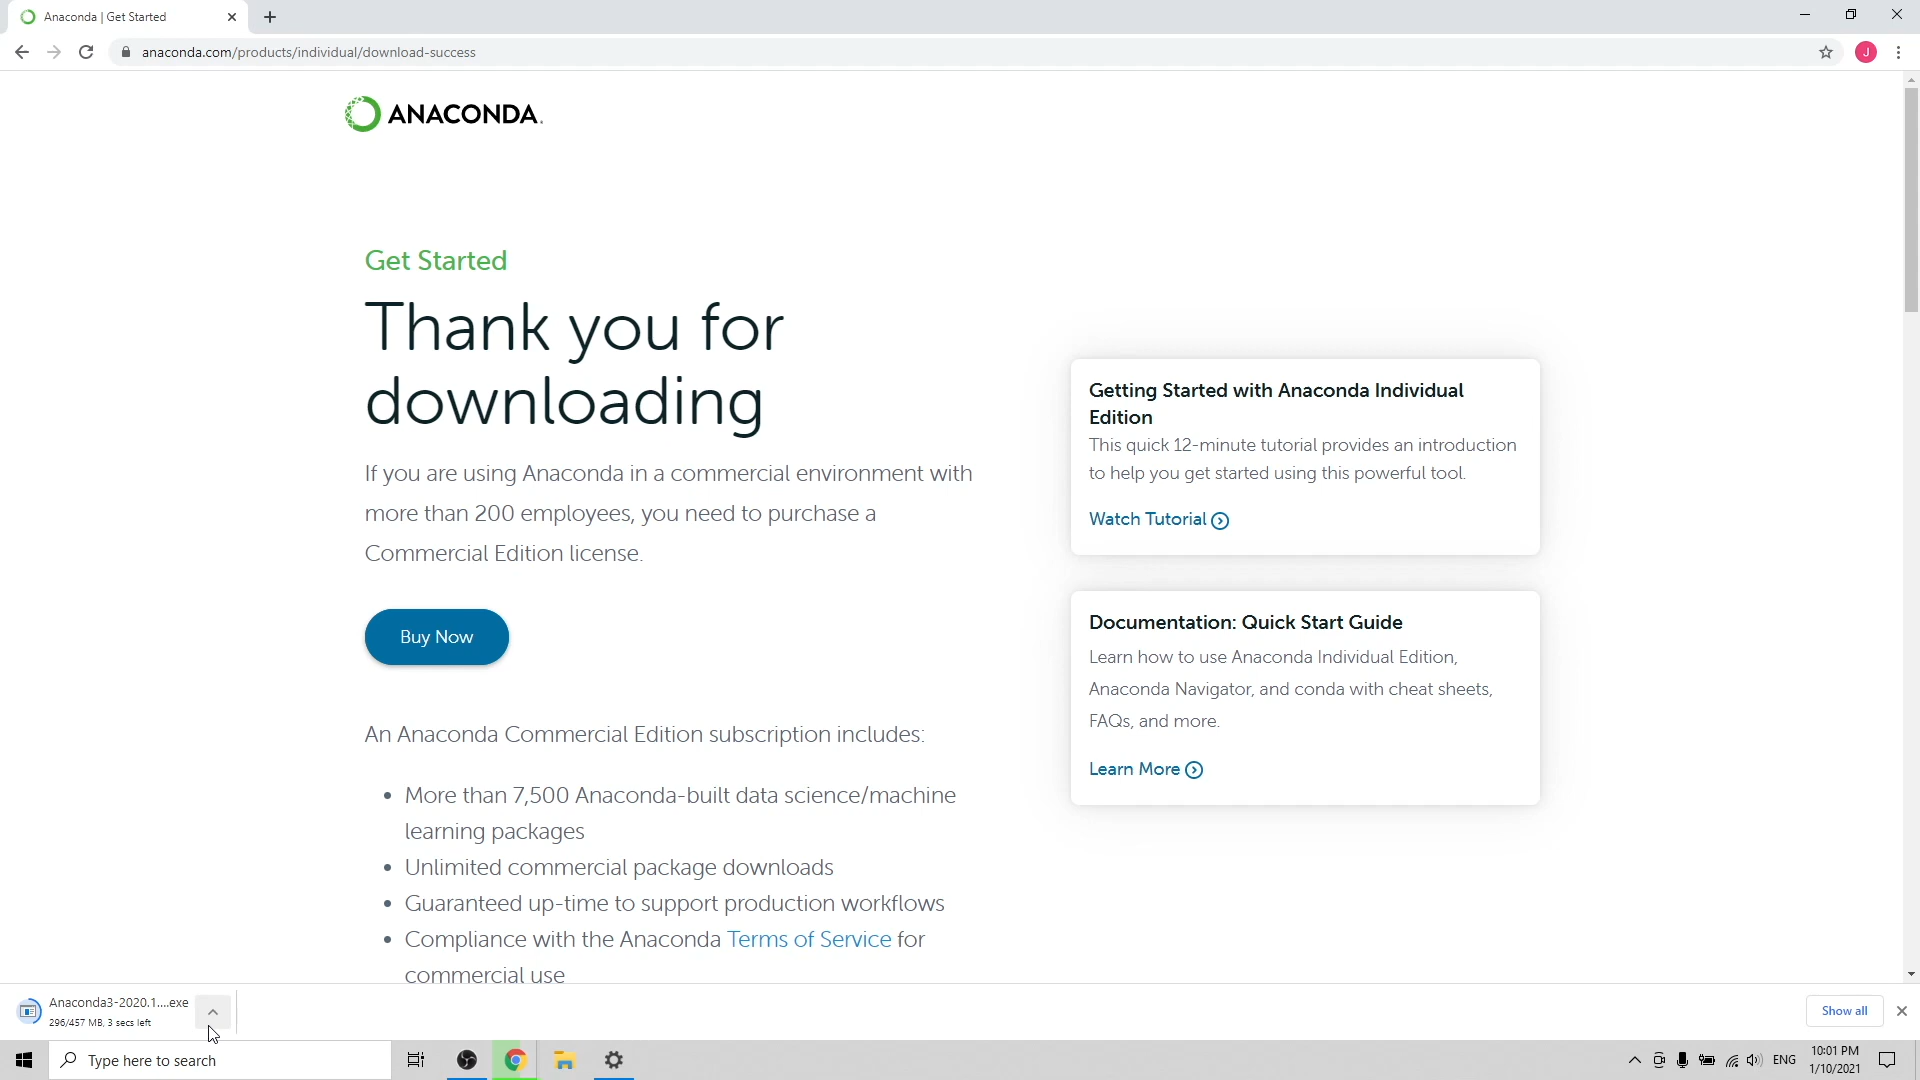 Anaconda | Get Started
anaconda.com/products/individual/download-success
J
ANACONDA.
Get Started
Thank you for
downloading
If you are using Anaconda in a commercial environment with
more than 200 employees, you need to purchase a
Commercial Edition license.
Buy Now
An Anaconda Commercial Edition subscription includes:
• More than 7,500 Anaconda-built data science/machine
learning packages
• Unlimited commercial package downloads
• Guaranteed up-time to support production workflows
• Compliance with the Anaconda Terms of Service for
commercial use
Getting Started with Anaconda Individual
Edition
This quick 12-minute tutorial provides an introduction
to help you get started using this powerful tool.
Watch Tutorial
Documentation: Quick Start Guide
Learn how to use Anaconda Individual Edition,
Anaconda Navigator, and conda with cheat sheets,
FAQs, and more.
Learn More
Anaconda3-2020.1....exe
296/457 MB, 3 secs left
Show all
Type here to search
ENG
10:01 PM
1/10/2021